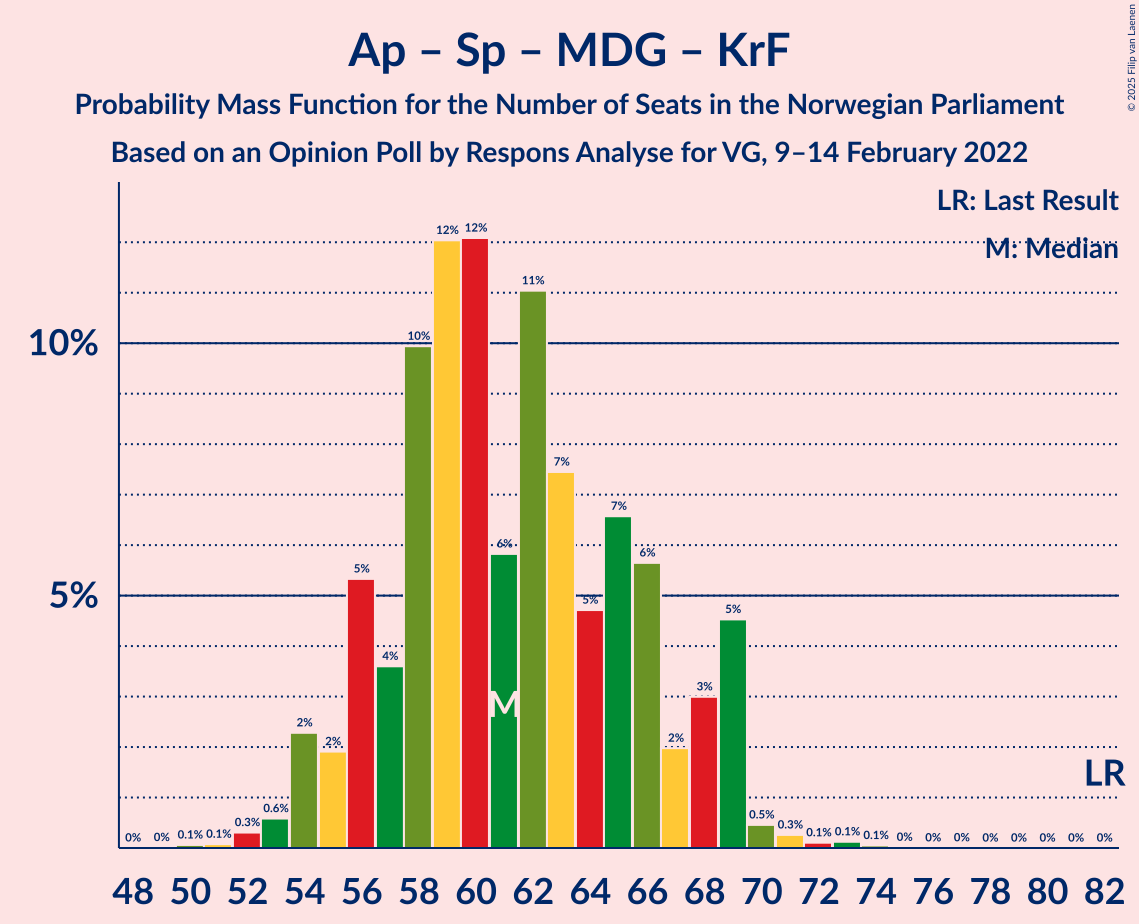 Ap – Sp – MDG – KrF
Probability Mass Function for the Number of Seats in the Norwegian Parliament
Based on an Opinion Poll by Respons Analyse for VG, 9–14 February 2022
© 2025 Filip van Laenen
LR: Last Result
M: Median
10%
5%
0% 0% 0.1% 0.1% 0.3% 0.6% 2% 2% 5% 4% 10% 12% 12% 6% 11% 7% 5% 7% 6% 2% 3% 5% 0.5% 0.3% 0.1% 0.1% 0.1% 0% 0% 0% 0% 0% 0% 0% 0%
M
LR
48 50 52 54 56 58 60 62 64 66 68 70 72 74 76 78 80 82